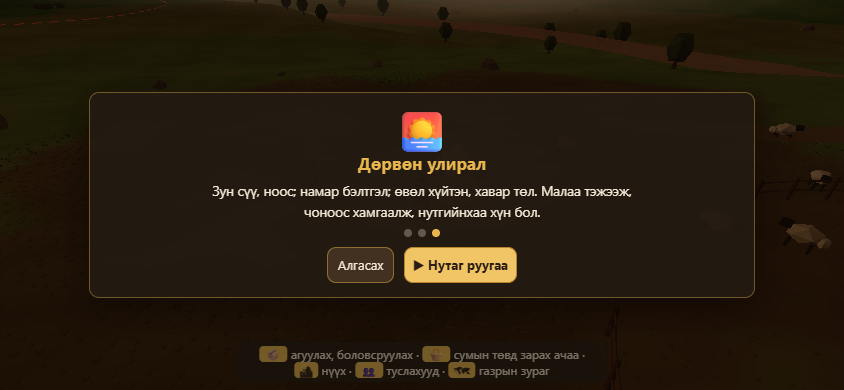 Дөрвөн улирал
Зун сүү, ноос; намар бэлтгэл; өвөл хүйтэн, хавар төл. Малаа тэжээж,
чоноос хамгаалж, нутгийнхаа хүн бол.
Алгасах
▶ Нутаг руугаа
агуулах, боловсруулах · сумын төвд зарах ачаа ·
нүүх · туслахууд · газрын зураг